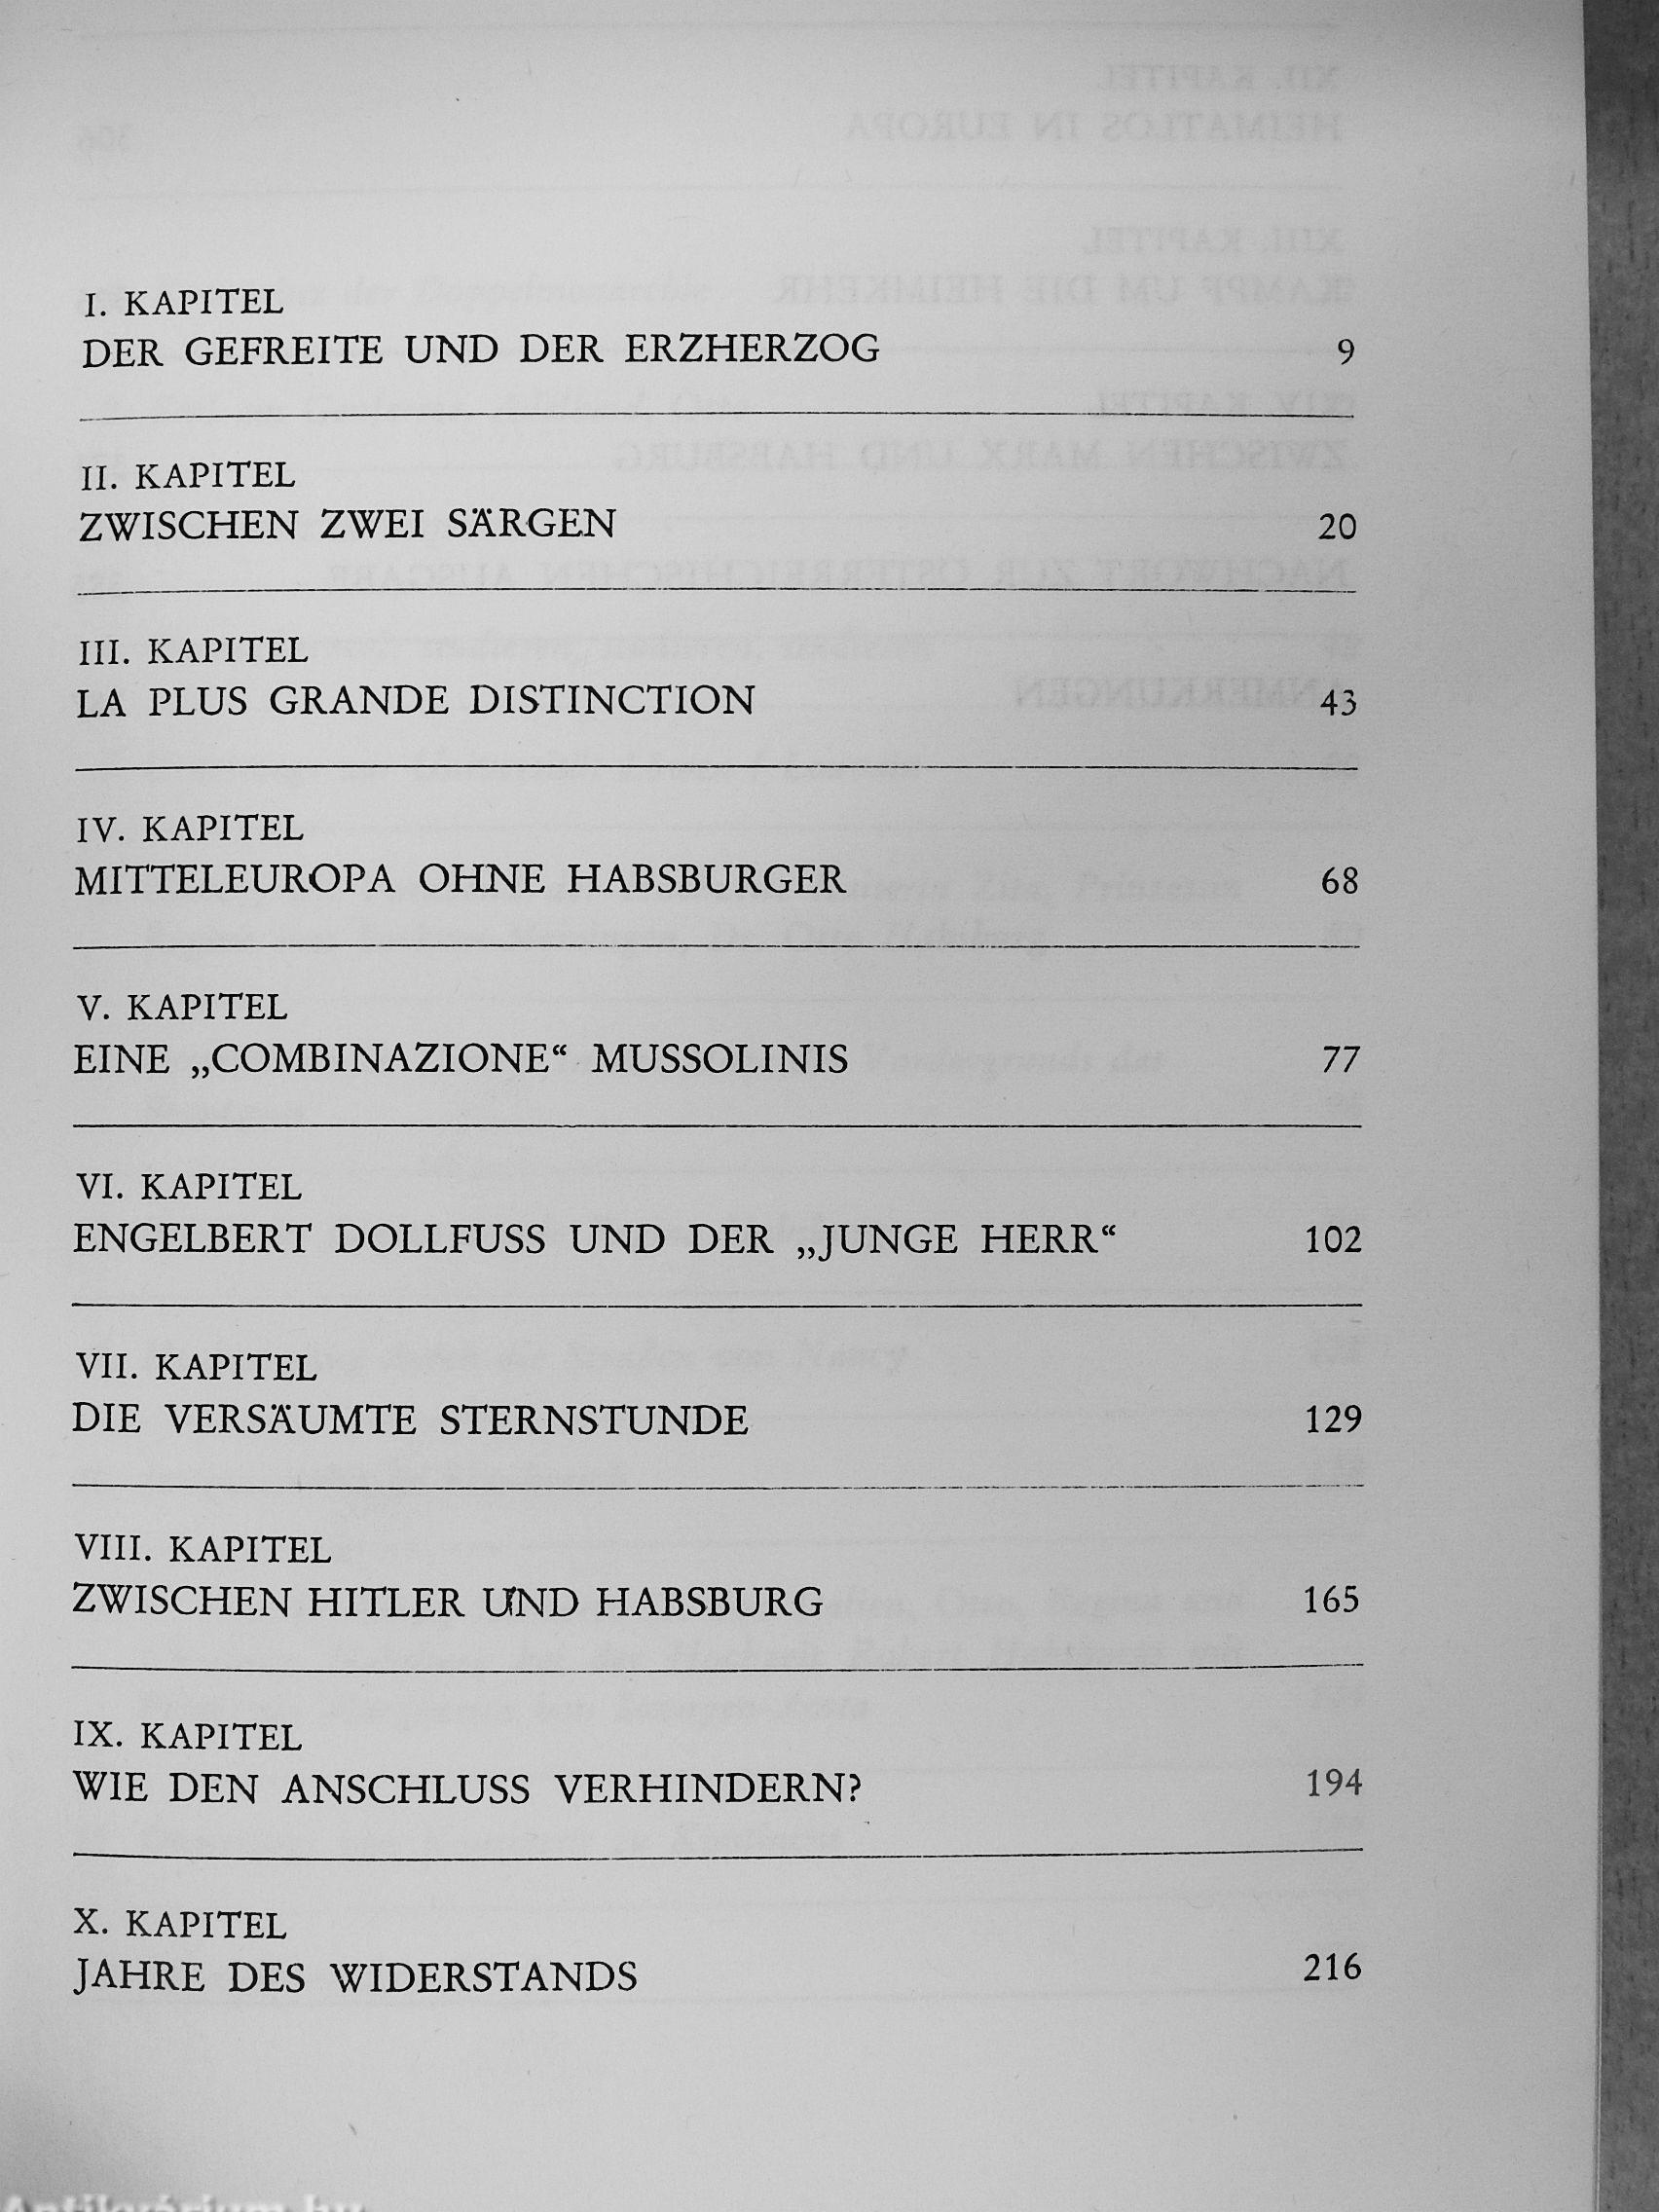 I. KAPITEL
DER GEFREITE UND DER ERZHERZOG 9
II. KAPITEL
ZWISCHEN ZWEI SÄRGEN 20
III. KAPITEL
LA PLUS GRANDE DISTINCTION 43
IV. KAPITEL
MITTELEUROPA OHNE HABSBURGER 68
V. KAPITEL
EINE „COMBINAZIONE“ MUSSOLINIS 77
VI. KAPITEL
ENGELBERT DOLLFUSS UND DER „JUNGE HERR“ 102
VII. KAPITEL
DIE VERSÄUMTE STERNSTUNDE 129
VIII. KAPITEL
ZWISCHEN HITLER UND HABSBURG 165
IX. KAPITEL
WIE DEN ANSCHLUSS VERHINDERN? 194
X. KAPITEL
JAHRE DES WIDERSTANDS 216